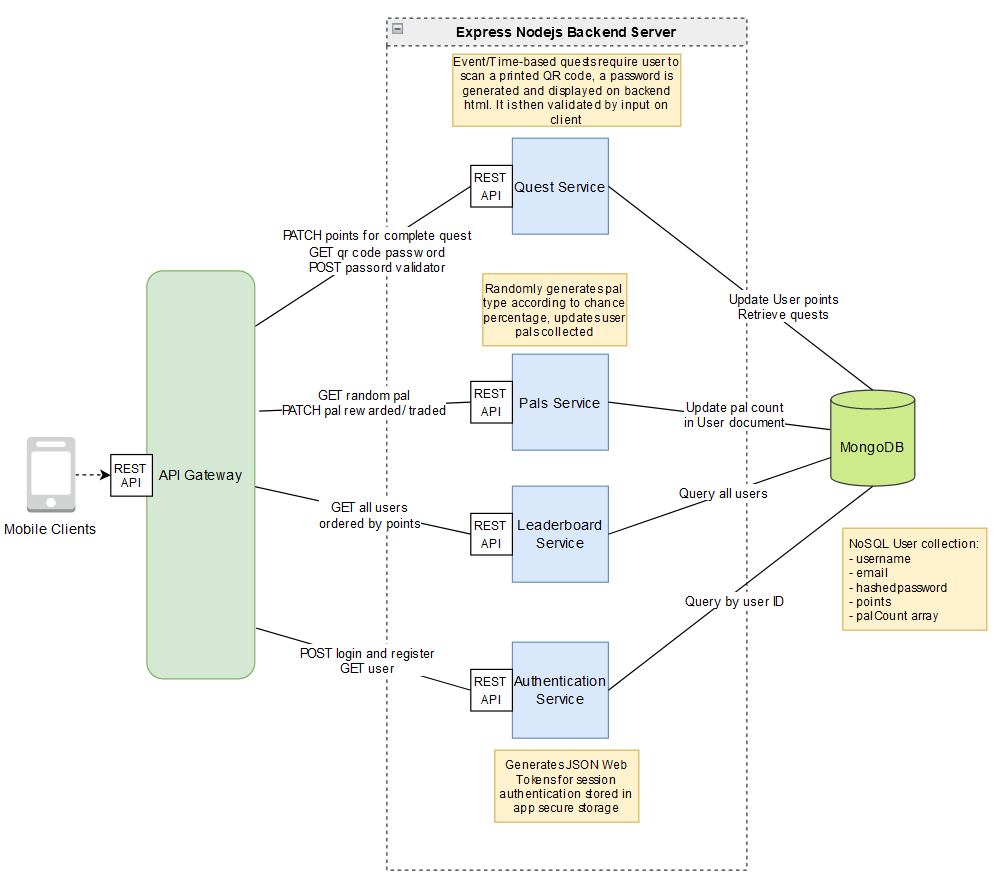 Express Nodejs Backend Server
Event/Time-based quests require user to
scan a printed QR code, a password is
generated and displayed on backend
html. It is then validated by input on
client
REST
API
Quest Service
PATCH points for complete quest
GET qr code password
POST passord validator
Update User points
Retrieve quests
Randomly generates pal
type according to chance
percentage, updates user
pals collected
REST
API
Pals Service
GET random pal
PATCH pal rewarded/traded
Update pal count
in User document
MongoDB
Mobile Clients
REST
API
API Gateway
GET all users
ordered by points
REST
API
Leaderboard
Service
Query all users
NoSQL User collection:
- username
- email
- hashedpassword
- points
- palCount array
Query by user ID
POST login and register
GET user
REST
API
Authentication
Service
Generates JSON Web
Tokens for session
authentication stored in
app secure storage